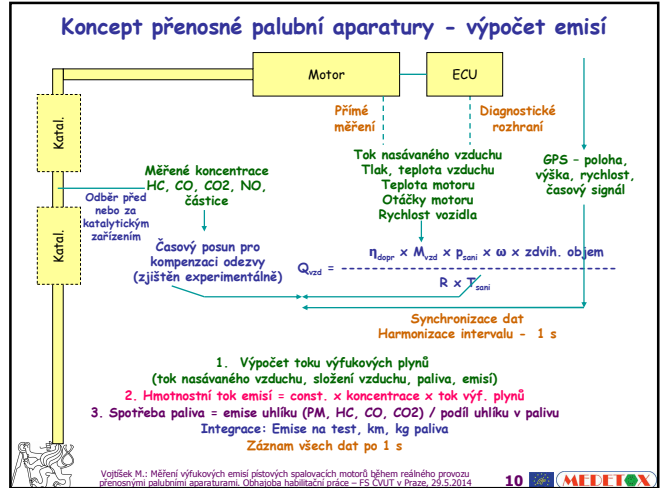 Koncept přenosné palubní aparatury - výpočet emisí
Motor
ECU
Katal.
Katal.
Přímé
měření
Diagnostické
rozhraní
Měřené koncentrace
HC, CO, CO2, NO,
částice
Odběr před
nebo za
katalytickým
zařízením
Časový posun pro
kompenzaci odezvy
(zjištěn experimentálně)
Tok nasávaného vzduchu
Tlak, teplota vzduchu
Teplota motoru
Otáčky motoru
Rychlost vozidla
GPS - poloha,
výška, rychlost,
časový signál
η dopr x M vzd x p sani x ω x zdvih. objem
Q vzd = ----------------------------------------
R x T sani
Synchronizace dat
Harmonizace intervalu - 1 s
1. Výpočet toku výfukových plynů
(tok nasávaného vzduchu, složení vzduchu, paliva, emisí)
2. Hmotnostní tok emisí = const. x koncentrace x tok výf. plynů
3. Spotřeba paliva = emise uhlíku (PM, HC, CO, CO2) / podíl uhlíku v palivu
Integrace: Emise na test, km, kg paliva
Záznam všech dat po 1 s
Vojtíšek M.: Měření výfukových emisí pístových spalovacích motorů během reálného provozu
přenosnými palubními aparaturami. Obhajoba habilitační práce – FS ČVUT v Praze, 29.5.2014
10
MEDETOX